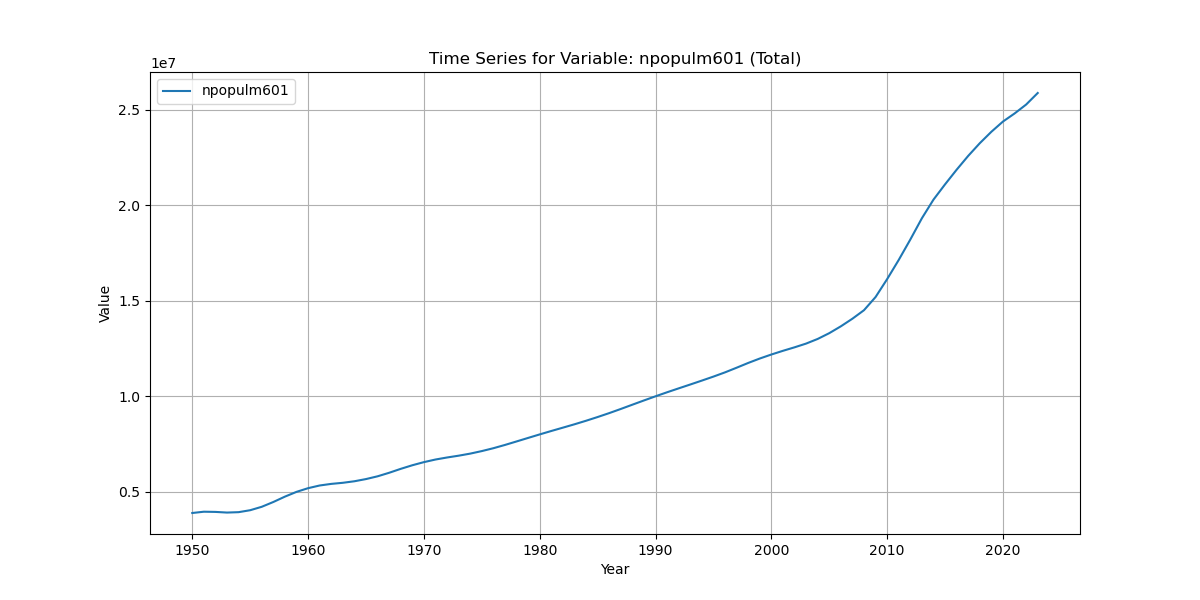 Time Series for Variable: npopulm601 (Total)
1e7
npopulm601
2.5
2.0
1.5
1.0
0.5
Value
1950 1960 1970 1980 1990 2000 2010 2020
Year